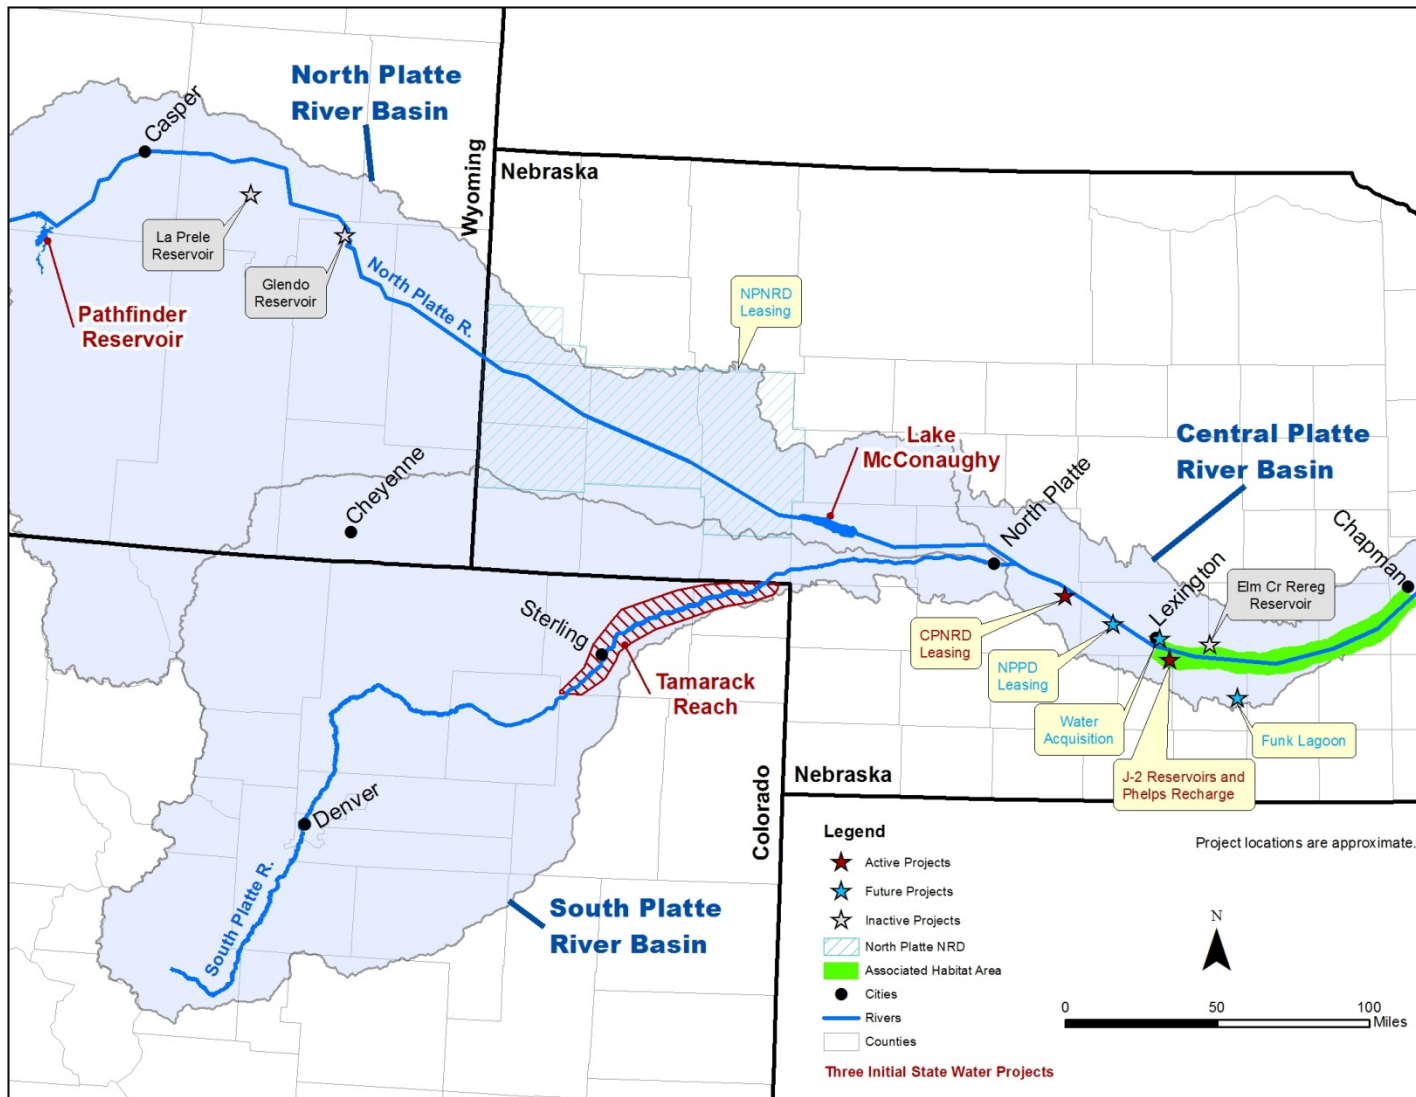 North Platte
River Basin
Casper
Wyoming
Nebraska
La Prele
Reservoir
Glendo
Reservoir
North Platte R.
NPNRD
Leasing
Pathfinder
Reservoir
Lake
McConaughy
Central Platte
River Basin
Cheyenne
North Platte
Chapman
Lexington
Elm Cr Rereg
Reservoir
Sterling
CPNRD
Leasing
NPPD
Leasing
Tamarack
Reach
Water
Acquisition
Funk Lagoon
J-2 Reservoirs and
Phelps Recharge
Colorado
Nebraska
Denver
South Platte R.
South Platte
River Basin
Legend
Project locations are approximate.
Active Projects
Future Projects
Inactive Projects
North Platte NRD
Associated Habitat Area
Cities
Rivers
Counties
Three Initial State Water Projects
N
0 50 100
Miles